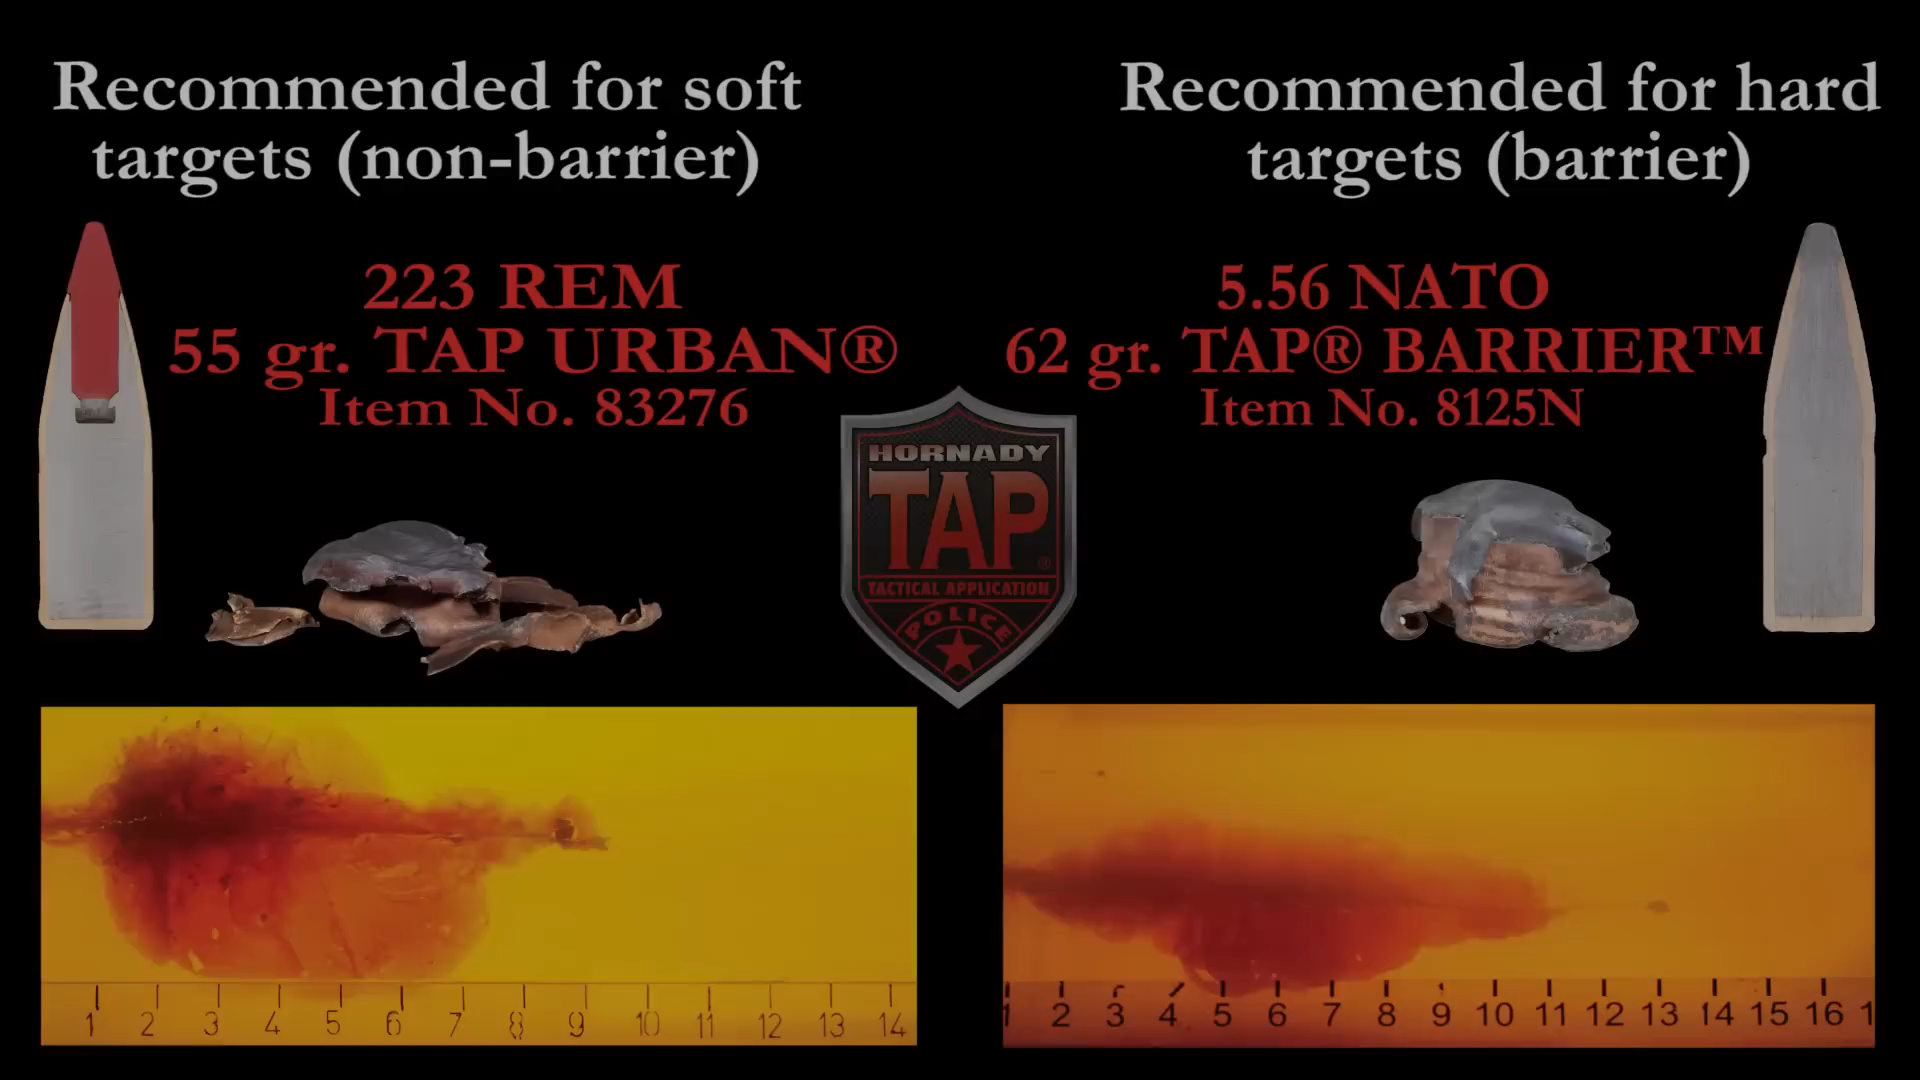 Recommended for soft
targets (non-barrier)
223 REM
55 gr. TAP URBAN®
Item No. 83276
Recommended for hard
targets (barrier)
5.56 NATO
62 gr. TAP® BARRIER™
Item No. 8125N
HORNADY
TAP®
TACTICAL APPLICATION
POLICE
1 2 3 4 5 6 7 8 9 10 11 12 13 14
1 2 3 4 5 6 7 8 9 10 11 12 13 14 15 16 1